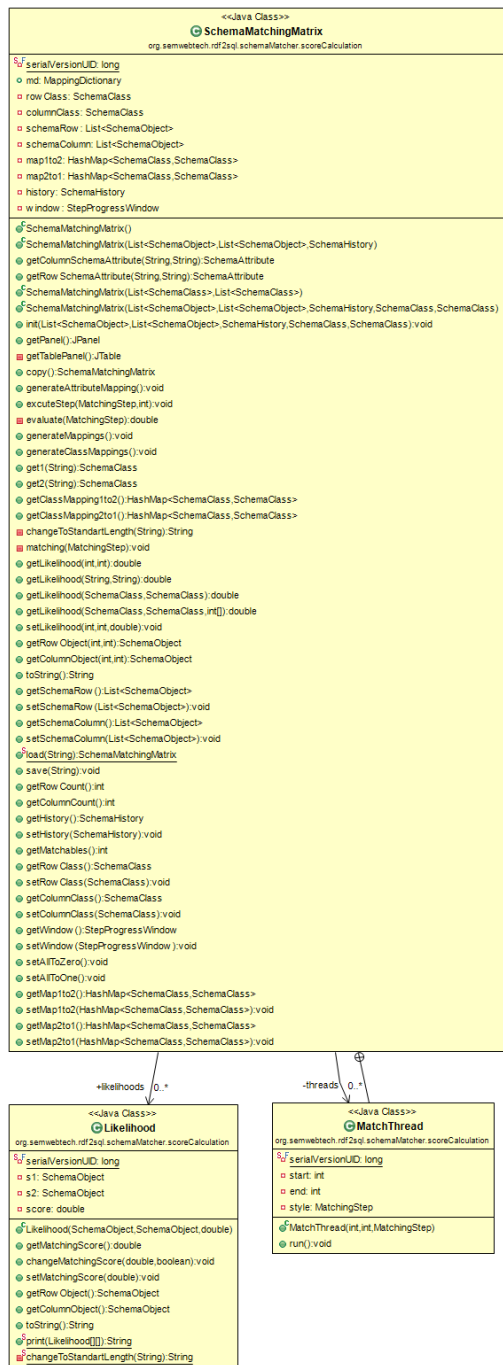 <<Java Class>>
SchemaMatchingMatrix
org.semwebtech.rdf2sql.schemaMatcher.scoreCalculation
serialVersionUID: long
md: MappingDictionary
rowClass: SchemaClass
columnClass: SchemaClass
schemaRow: List<SchemaObject>
schemaColumn: List<SchemaObject>
map1to2: HashMap<SchemaClass,SchemaClass>
map2to1: HashMap<SchemaClass,SchemaClass>
history: SchemaHistory
window: StepProgressWindow
SchemaMatchingMatrix()
SchemaMatchingMatrix(List<SchemaObject>,List<SchemaObject>,SchemaHistory)
getColumnSchemaAttribute(String,String):SchemaAttribute
getRowSchemaAttribute(String,String):SchemaAttribute
SchemaMatchingMatrix(List<SchemaClass>,List<SchemaClass>)
SchemaMatchingMatrix(List<SchemaObject>,List<SchemaObject>,SchemaHistory,SchemaClass,SchemaClass)
init(List<SchemaObject>,List<SchemaObject>,SchemaHistory,SchemaClass,SchemaClass):void
getPanel():JPanel
getTablePanel():JTable
copy():SchemaMatchingMatrix
generateAttributeMapping():void
excuteStep(MatchingStep,int):void
evaluate(MatchingStep):double
generateMappings():void
generateClassMappings():void
get1(String):SchemaClass
get2(String):SchemaClass
getClassMapping1to2():HashMap<SchemaClass,SchemaClass>
getClassMapping2to1():HashMap<SchemaClass,SchemaClass>
changeToStandartLength(String):String
matching(MatchingStep):void
getLikelihood(int,int):double
getLikelihood(String,String):double
getLikelihood(SchemaClass,SchemaClass):double
getLikelihood(SchemaClass,SchemaClass,int[]):double
setLikelihood(int,int,double):void
getRowObject(int,int):SchemaObject
getColumnObject(int,int):SchemaObject
toString():String
getSchemaRow():List<SchemaObject>
setSchemaRow(List<SchemaObject>):void
getSchemaColumn():List<SchemaObject>
setSchemaColumn(List<SchemaObject>):void
load(String):SchemaMatchingMatrix
save(String):void
getRowCount():int
getColumnCount():int
getHistory():SchemaHistory
setHistory(SchemaHistory):void
getMatchables():int
getRowClass():SchemaClass
setRowClass(SchemaClass):void
getColumnClass():SchemaClass
setColumnClass(SchemaClass):void
getWindow():StepProgressWindow
setWindow(StepProgressWindow):void
setAllToZero():void
setAllToOne():void
getMap1to2():HashMap<SchemaClass,SchemaClass>
setMap1to2(HashMap<SchemaClass,SchemaClass>):void
getMap2to1():HashMap<SchemaClass,SchemaClass>
setMap2to1(HashMap<SchemaClass,SchemaClass>):void
+likelihoods 0..*
-threads 0..*
<<Java Class>>
Likelihood
org.semwebtech.rdf2sql.schemaMatcher.scoreCalculation
serialVersionUID: long
s1: SchemaObject
s2: SchemaObject
score: double
Likelihood(SchemaObject,SchemaObject,double)
getMatchingScore():double
changeMatchingScore(double,boolean):void
setMatchingScore(double):void
getRowObject():SchemaObject
getColumnObject():SchemaObject
toString():String
print(Likelihood[][]):String
changeToStandartLength(String):String
<<Java Class>>
MatchThread
org.semwebtech.rdf2sql.schemaMatcher.scoreCalculation
serialVersionUID: long
start: int
end: int
style: MatchingStep
MatchThread(int,int,MatchingStep)
run():void